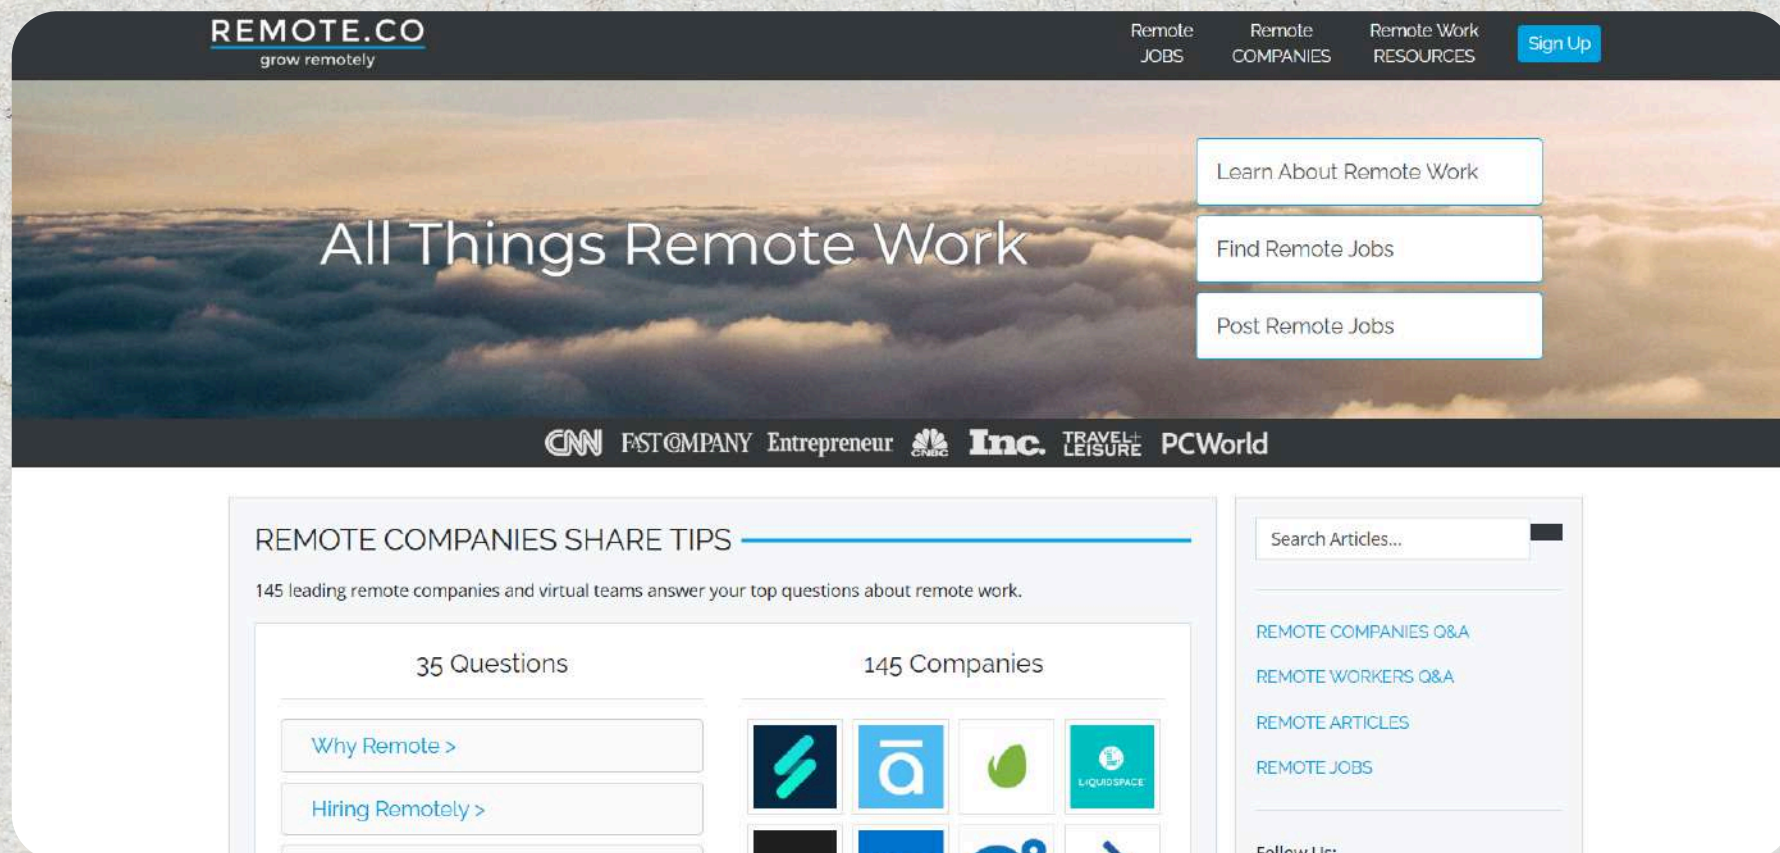 REMOTE.CO
grow remotely
Remote
JOBS
Remote
COMPANIES
Remote Work
RESOURCES
Sign Up
All Things Remote Work
Learn About Remote Work
Find Remote Jobs
Post Remote Jobs
CNN FAST COMPANY Entrepreneur CNBC Inc. TRAVEL+ LEISURE PCWorld
REMOTE COMPANIES SHARE TIPS
145 leading remote companies and virtual teams answer your top questions about remote work.
35 Questions
Why Remote >
Hiring Remotely >
145 Companies
ā
LIQUIDSPACE
Search Articles...
REMOTE COMPANIES Q&A
REMOTE WORKERS Q&A
REMOTE ARTICLES
REMOTE JOBS
Follow Us: